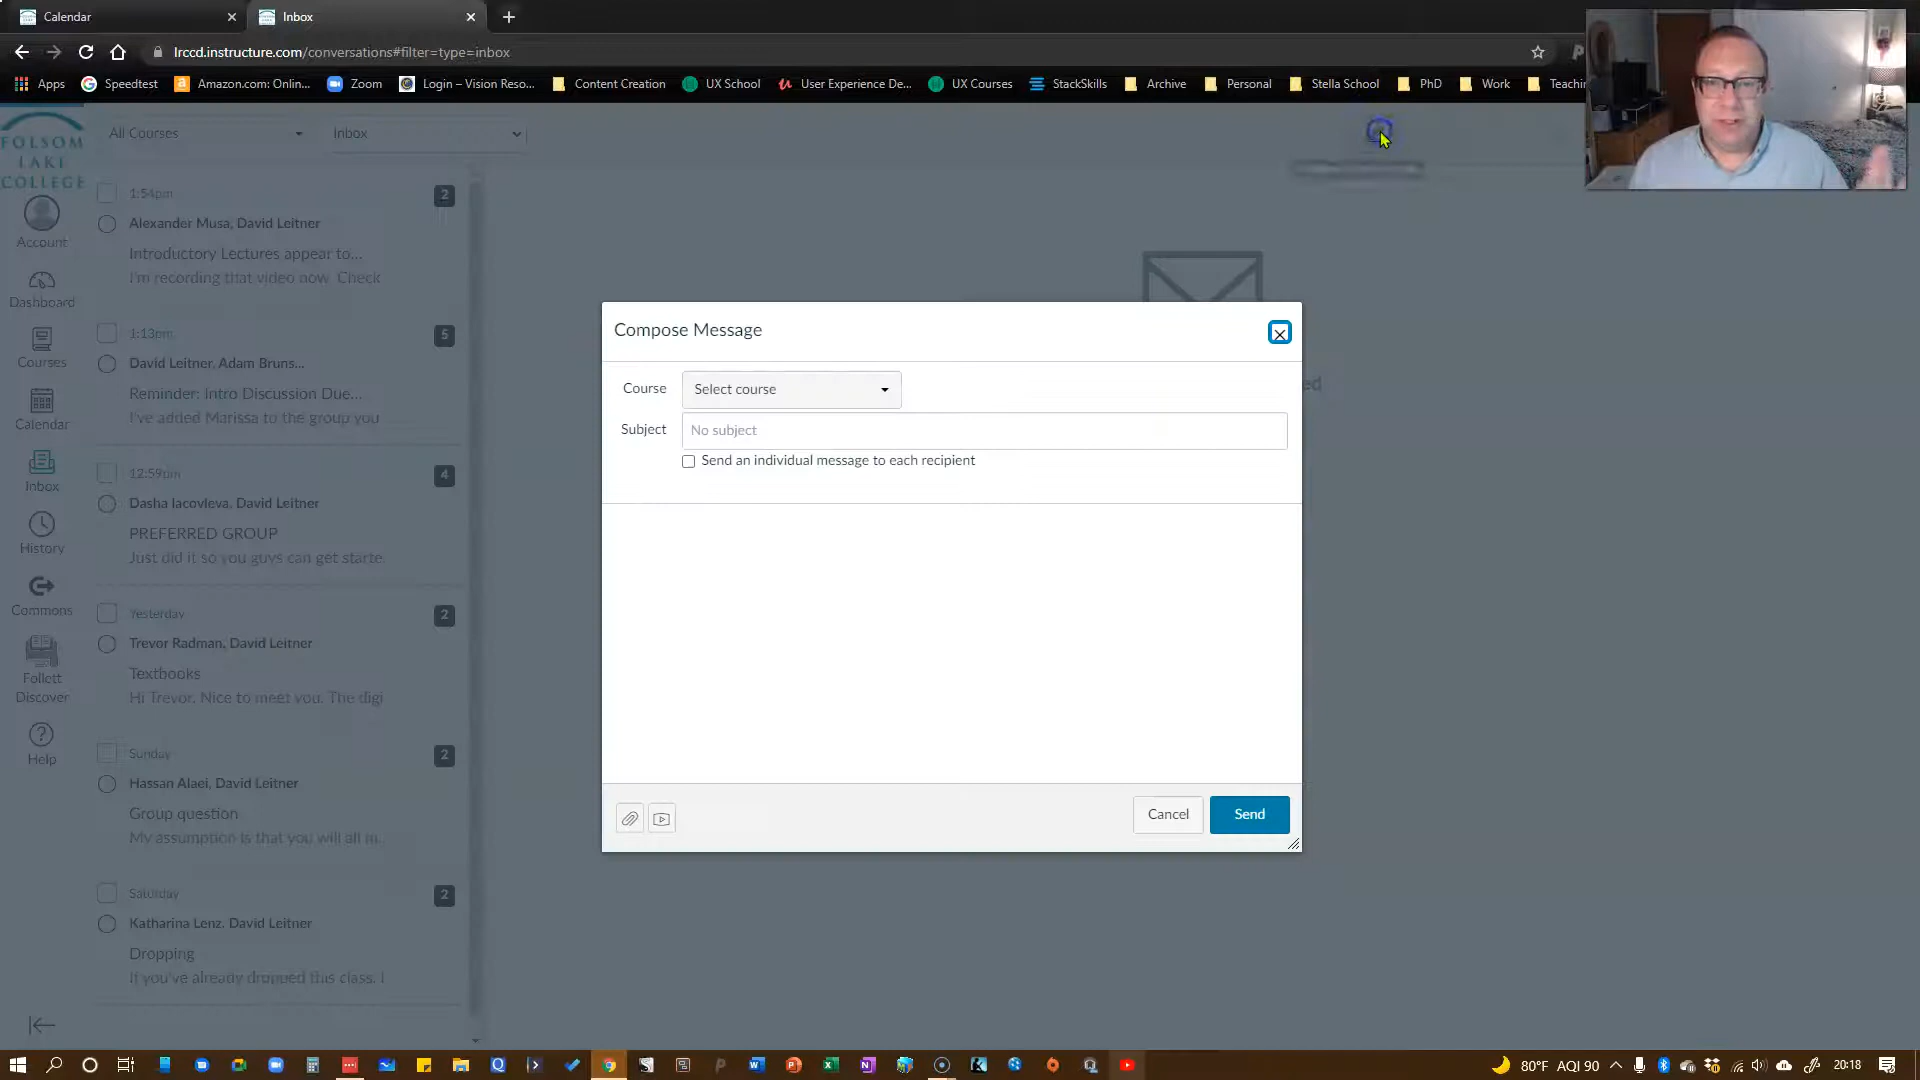 Calendar
Inbox
lrccd.instructure.com/conversations#filter=type=inbox
Apps
Speedtest
Amazon.com: Onlin...
Zoom
Login – Vision Reso...
Content Creation
UX School
User Experience De...
UX Courses
StackSkills
Archive
Personal
Stella School
PhD
Work
FOLSOM
LAKE
COLLEGE
Account
Dashboard
Courses
Calendar
Inbox
History
Commons
Follett
Discover
Help
All Courses
Inbox
1:54pm
2
Alexander Musa, David Leitner
Introductory Lectures appear to...
I'm recording that video now. Check
1:13pm
5
David Leitner, Adam Bruns...
Reminder: Intro Discussion Due...
I've added Marissa to the group you
12:59pm
4
Dasha Iacovleva, David Leitner
PREFERRED GROUP
Just did it so you guys can get starte
Yesterday
2
Trevor Radman, David Leitner
Textbooks
Hi Trevor. Nice to meet you. The digi
Sunday
2
Hassan Alaei, David Leitner
Group question
My assumption is that you will all m...
Saturday
2
Katharina Lenz, David Leitner
Dropping
If you've already dropped this class, I
Compose Message
Course
Select course
Subject
No subject
Send an individual message to each recipient
Cancel
Send
80°F AQI 90
20:18